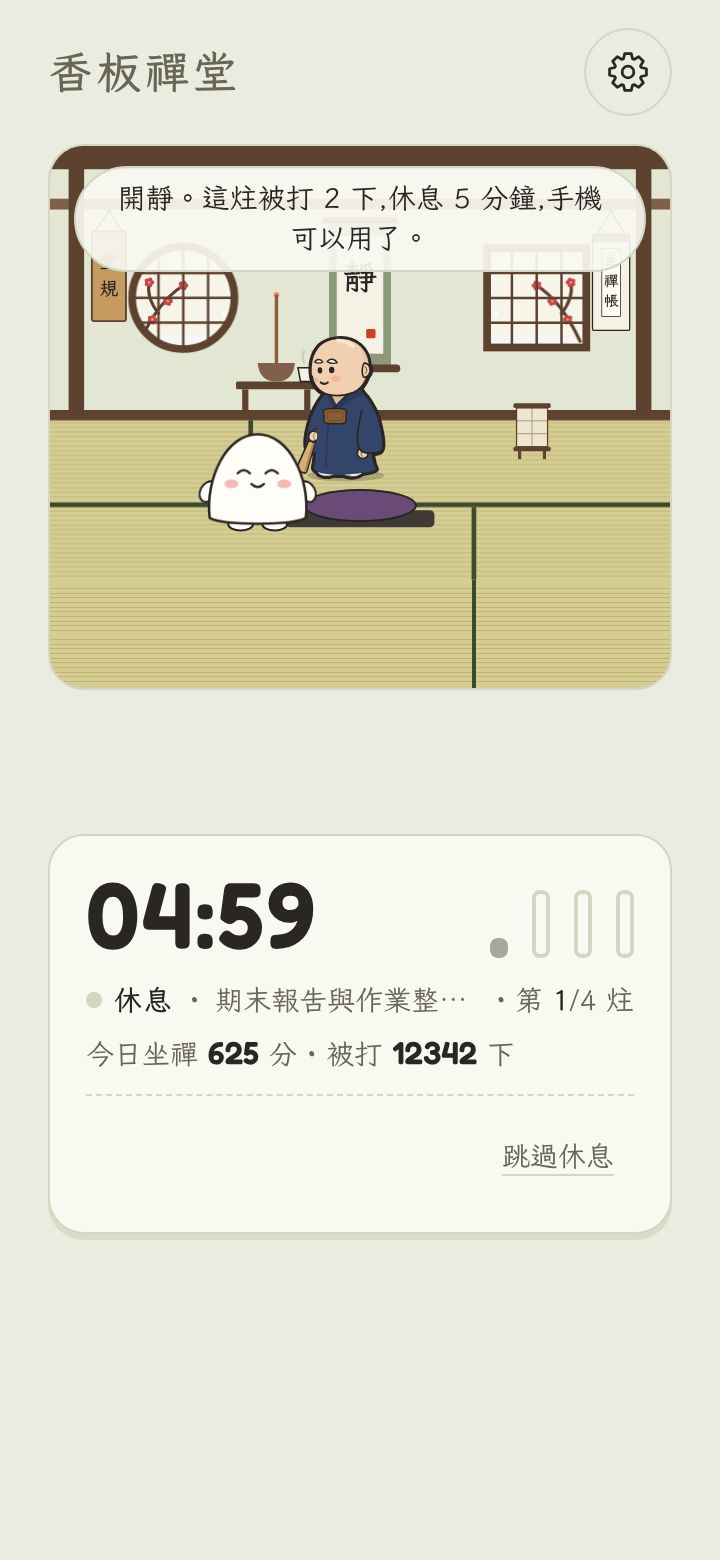 香板禪堂
開靜。這炷被打 2 下,休息 5 分鐘,手機
可以用了。
規
靜
禪
帳
04:59
休息 · 期末報告與作業整… · 第 1/4 炷
今日坐禪 625 分 · 被打 12342 下
跳過休息